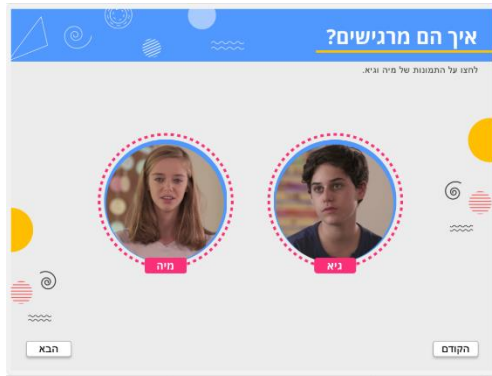 איך הם מרגישים?
לחצו על התמונות של מיה וגיא.
גיא
מיה
הקודם
הבא